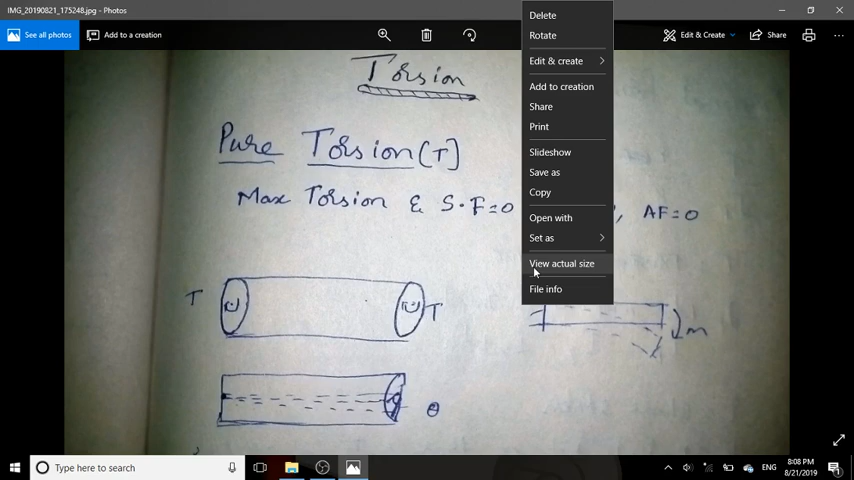 IMG_20190821_175248.jpg - Photos
See all photos
Add to a creation
Edit & Create
Share
Delete
Rotate
Edit & create
Add to creation
Share
Print
Slideshow
Save as
Copy
Open with
Set as
View actual size
File info
Torsion
Pure Torsion (T)
Max Torsion & S.F=0 , AF=0
T
T
m
θ
Type here to search
ENG
8:08 PM
8/21/2019